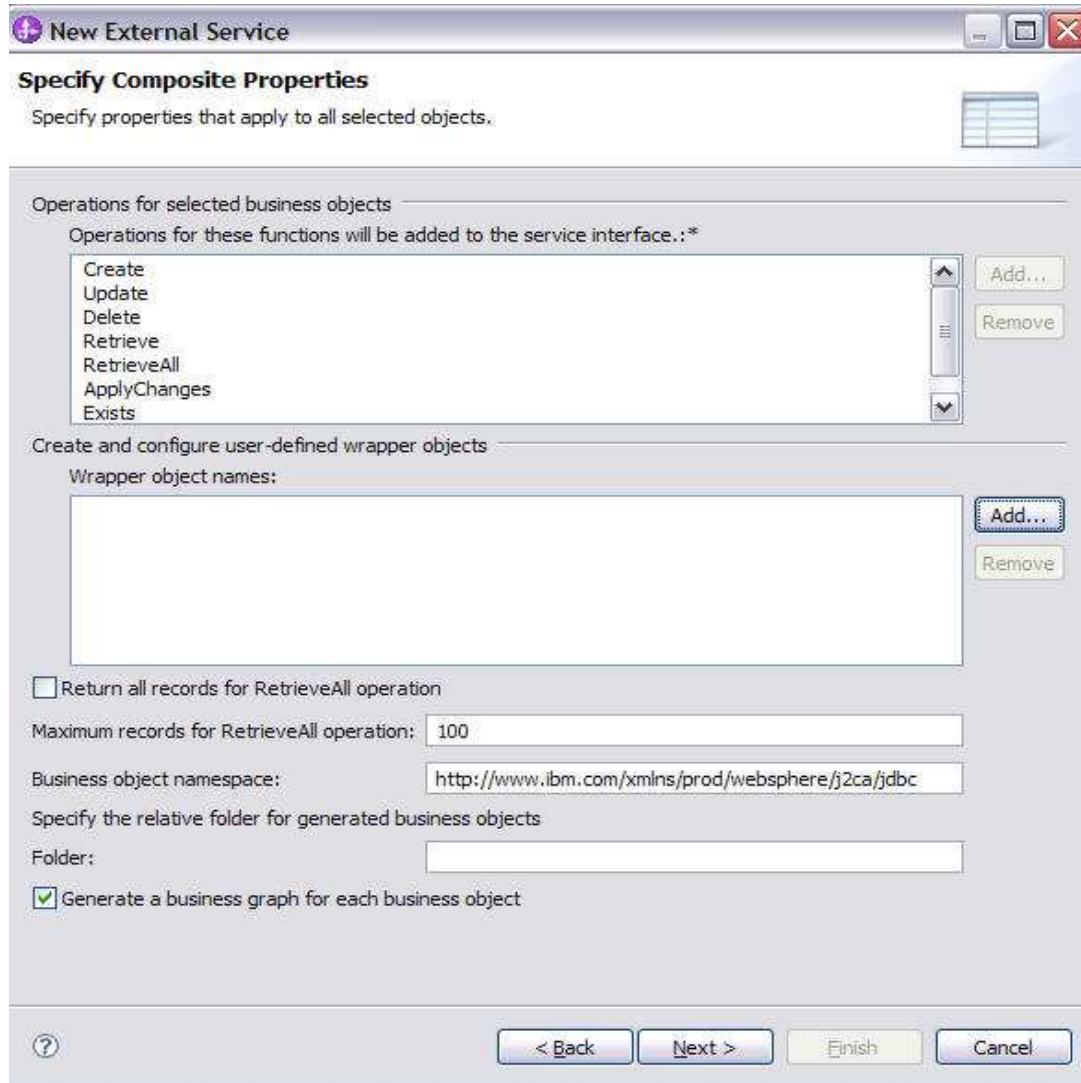 New External Service
Specify Composite Properties
Specify properties that apply to all selected objects.
Operations for selected business objects
Operations for these functions will be added to the service interface.:*
Create
Update
Delete
Retrieve
RetrieveAll
ApplyChanges
Exists
Add...
Remove
Create and configure user-defined wrapper objects
Wrapper object names:
Add...
Remove
Return all records for RetrieveAll operation
Maximum records for RetrieveAll operation: 100
Business object namespace: http://www.ibm.com/xmlns/prod/websphere/j2ca/jdbc
Specify the relative folder for generated business objects
Folder:
Generate a business graph for each business object
? < Back Next > Finish Cancel